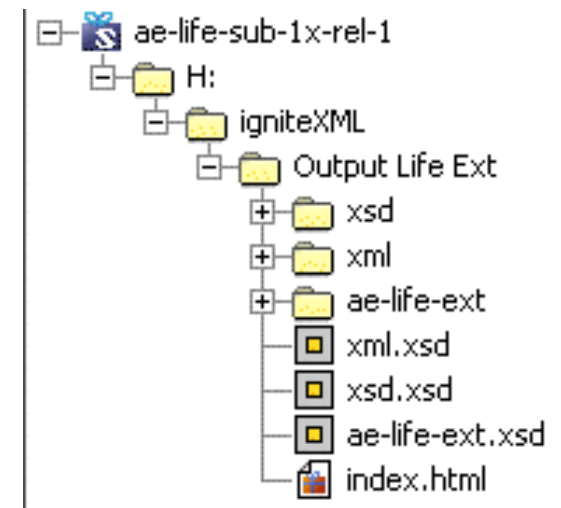 ae-life-sub-1x-rel-1
H:
igniteXML
Output Life Ext
xsd
xml
ae-life-ext
xml.xsd
xsd.xsd
ae-life-ext.xsd
index.html